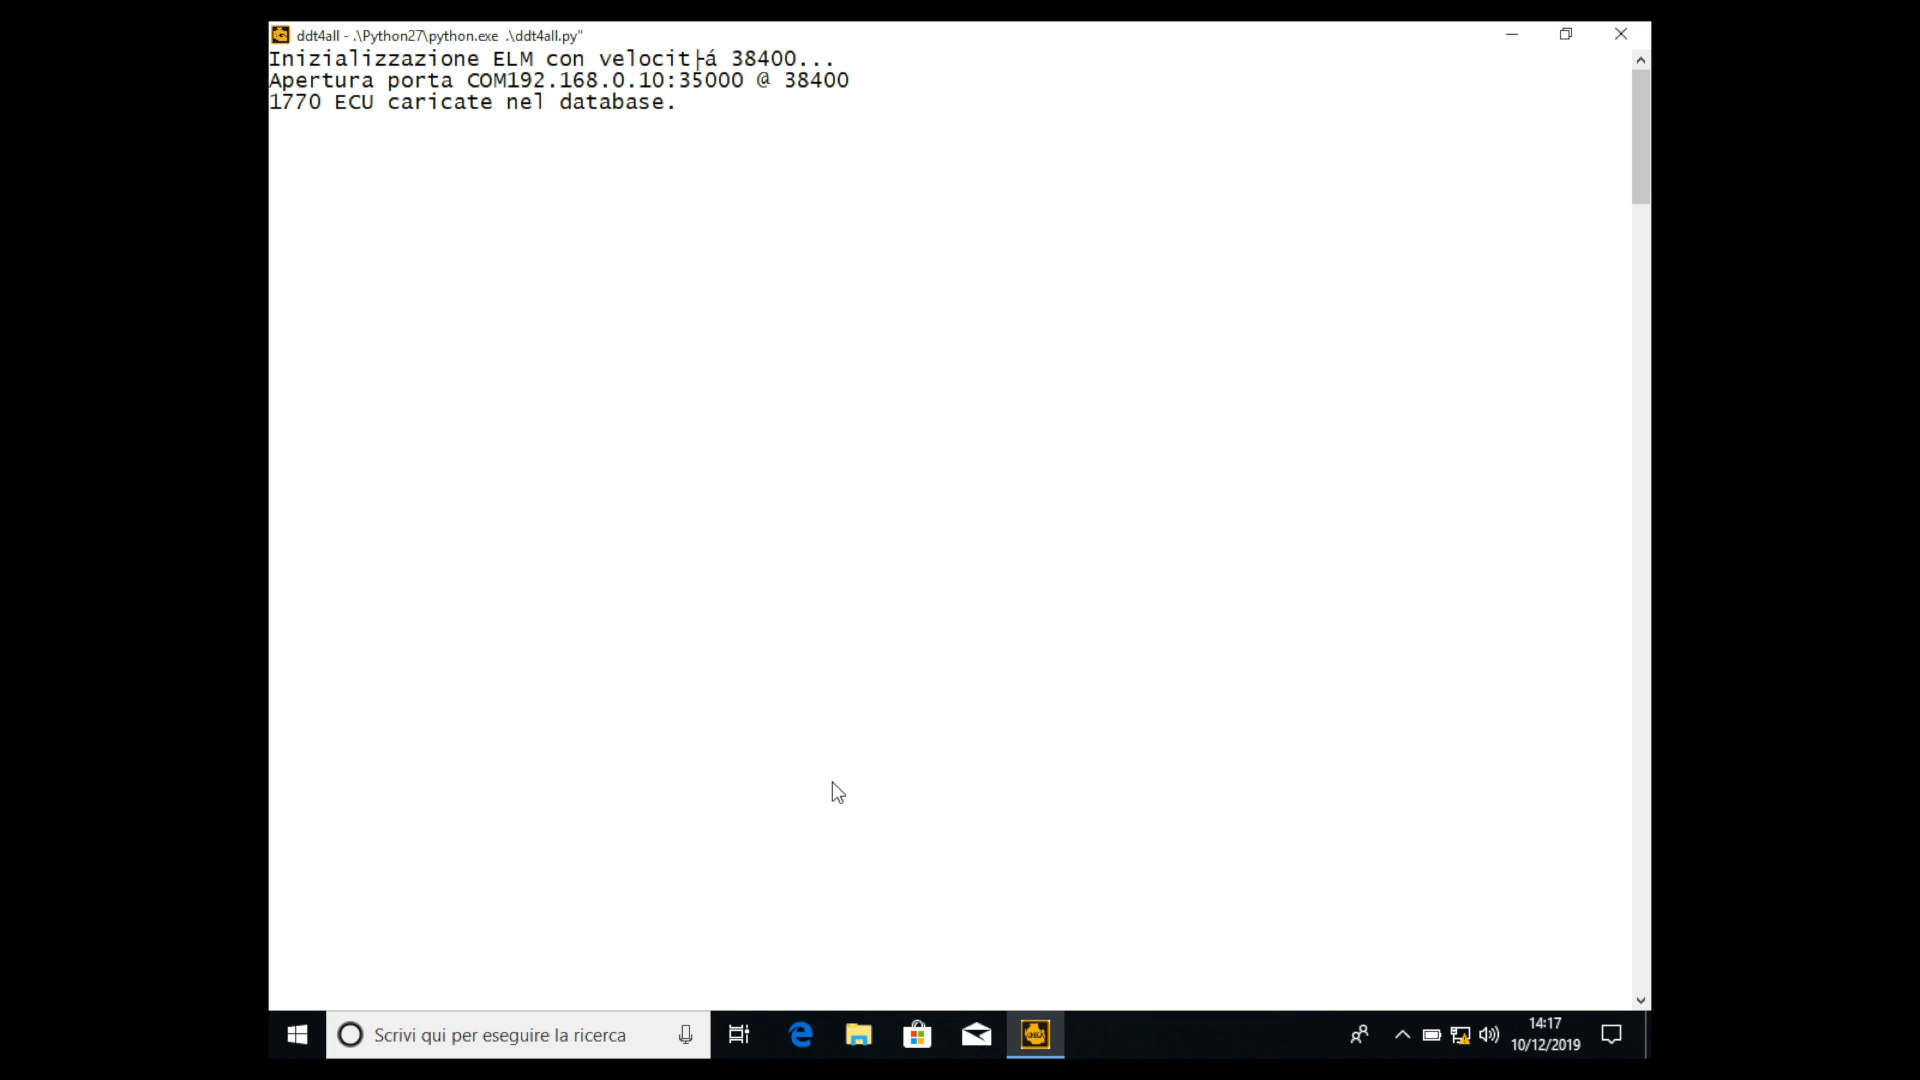 ddt4all - .\Python27\python.exe .\ddt4all.py"
Inizializzazione ELM con velocit├á 38400...
Apertura porta COM192.168.0.10:35000 @ 38400
1770 ECU caricate nel database.
Scrivi qui per eseguire la ricerca
14:17
10/12/2019